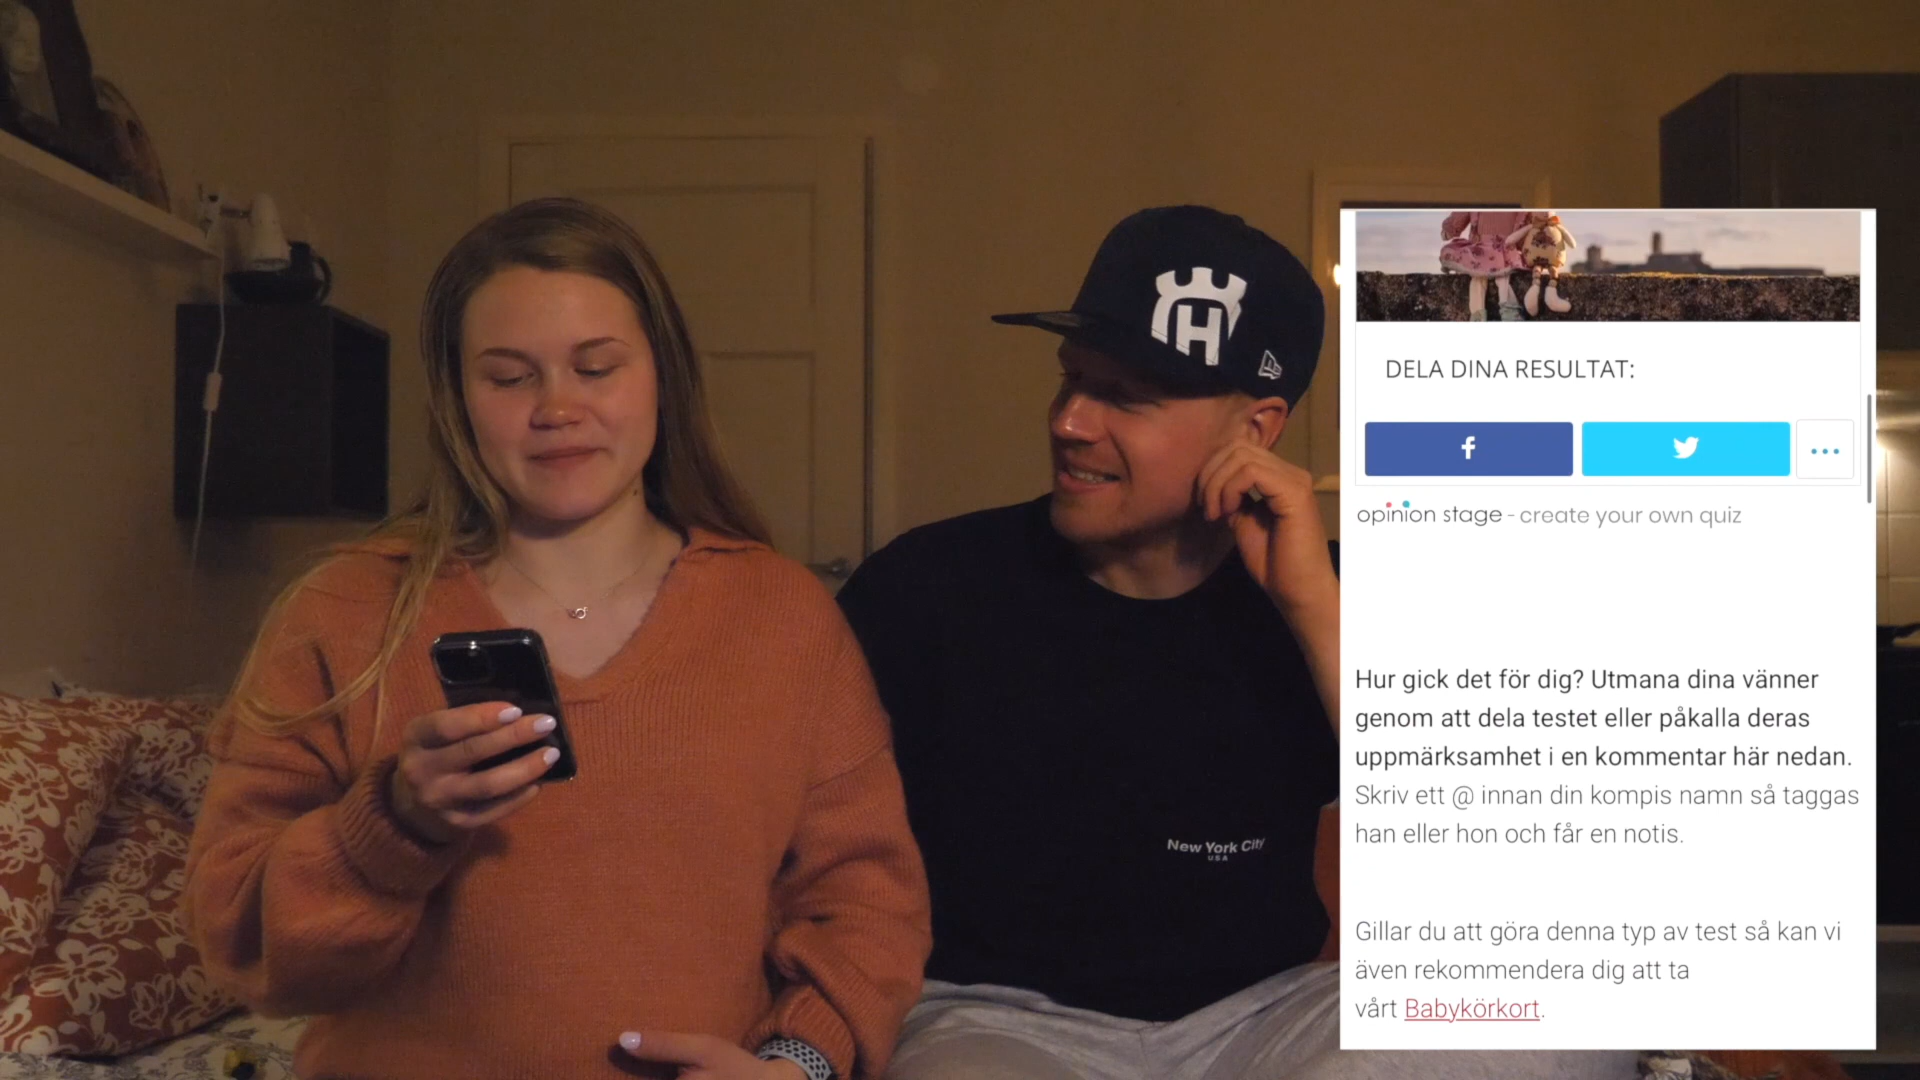 H
New York City
USA
DELA DINA RESULTAT:
opinion stage - create your own quiz
Hur gick det för dig? Utmana dina vänner
genom att dela testet eller påkalla deras
uppmärksamhet i en kommentar här nedan.
Skriv ett @ innan din kompis namn så taggas
han eller hon och får en notis.
Gillar du att göra denna typ av test så kan vi
även rekommendera dig att ta
vårt Babykörkort.